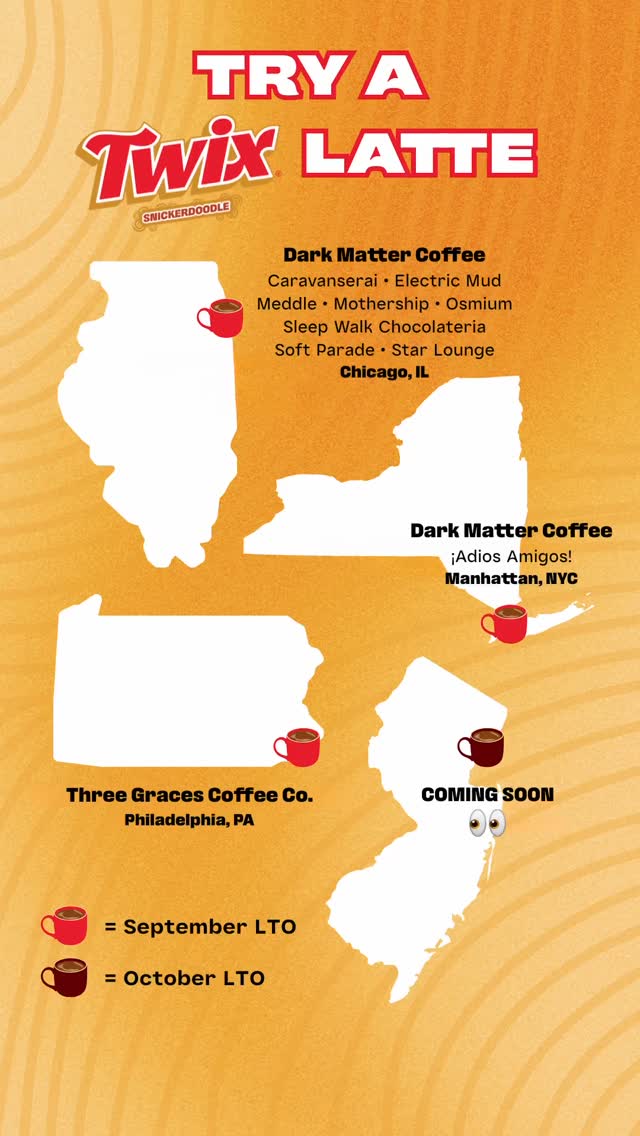 TRY A
Twix LATTE
SNICKERDOODLE
Dark Matter Coffee
Caravanserai • Electric Mud
Meddle • Mothership • Osmium
Sleep Walk Chocolateria
Soft Parade • Star Lounge
Chicago, IL
Dark Matter Coffee
¡Adios Amigos!
Manhattan, NYC
Three Graces Coffee Co.
Philadelphia, PA
COMING SOON
= September LTO
= October LTO